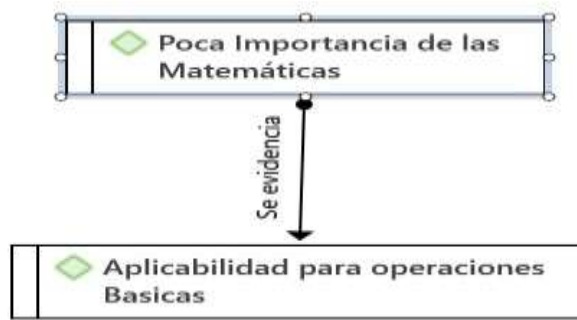 Poca Importancia de las
Matemáticas
Se evidencia
Aplicabilidad para operaciones
Basicas